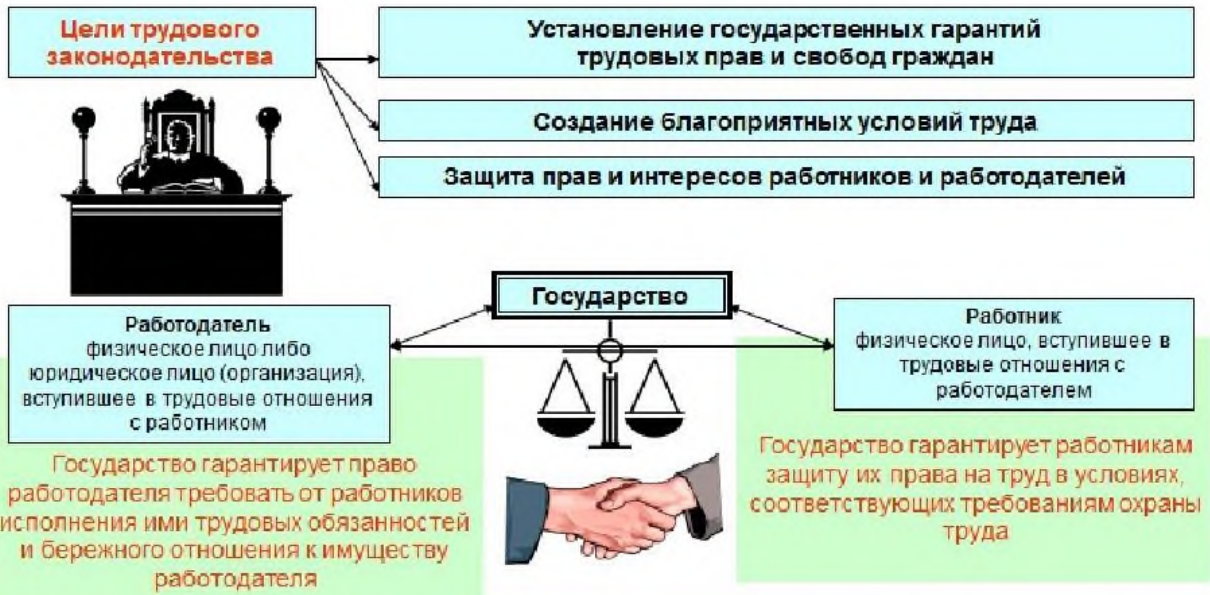 Цели трудового
законодательства
Установление государственных гарантий
трудовых прав и свобод граждан
Создание благоприятных условий труда
Защита прав и интересов работников и работодателей
Государство
Работодатель
физическое лицо либо
юридическое лицо (организация),
вступившее в трудовые отношения
с работником
Работник
физическое лицо, вступившее в
трудовые отношения с
работодателем
Государство гарантирует право
работодателя требовать от работников
исполнения ими трудовых обязанностей
и бережного отношения к имуществу
работодателя
Государство гарантирует работникам
защиту их права на труд в условиях,
соответствующих требованиям охраны
труда